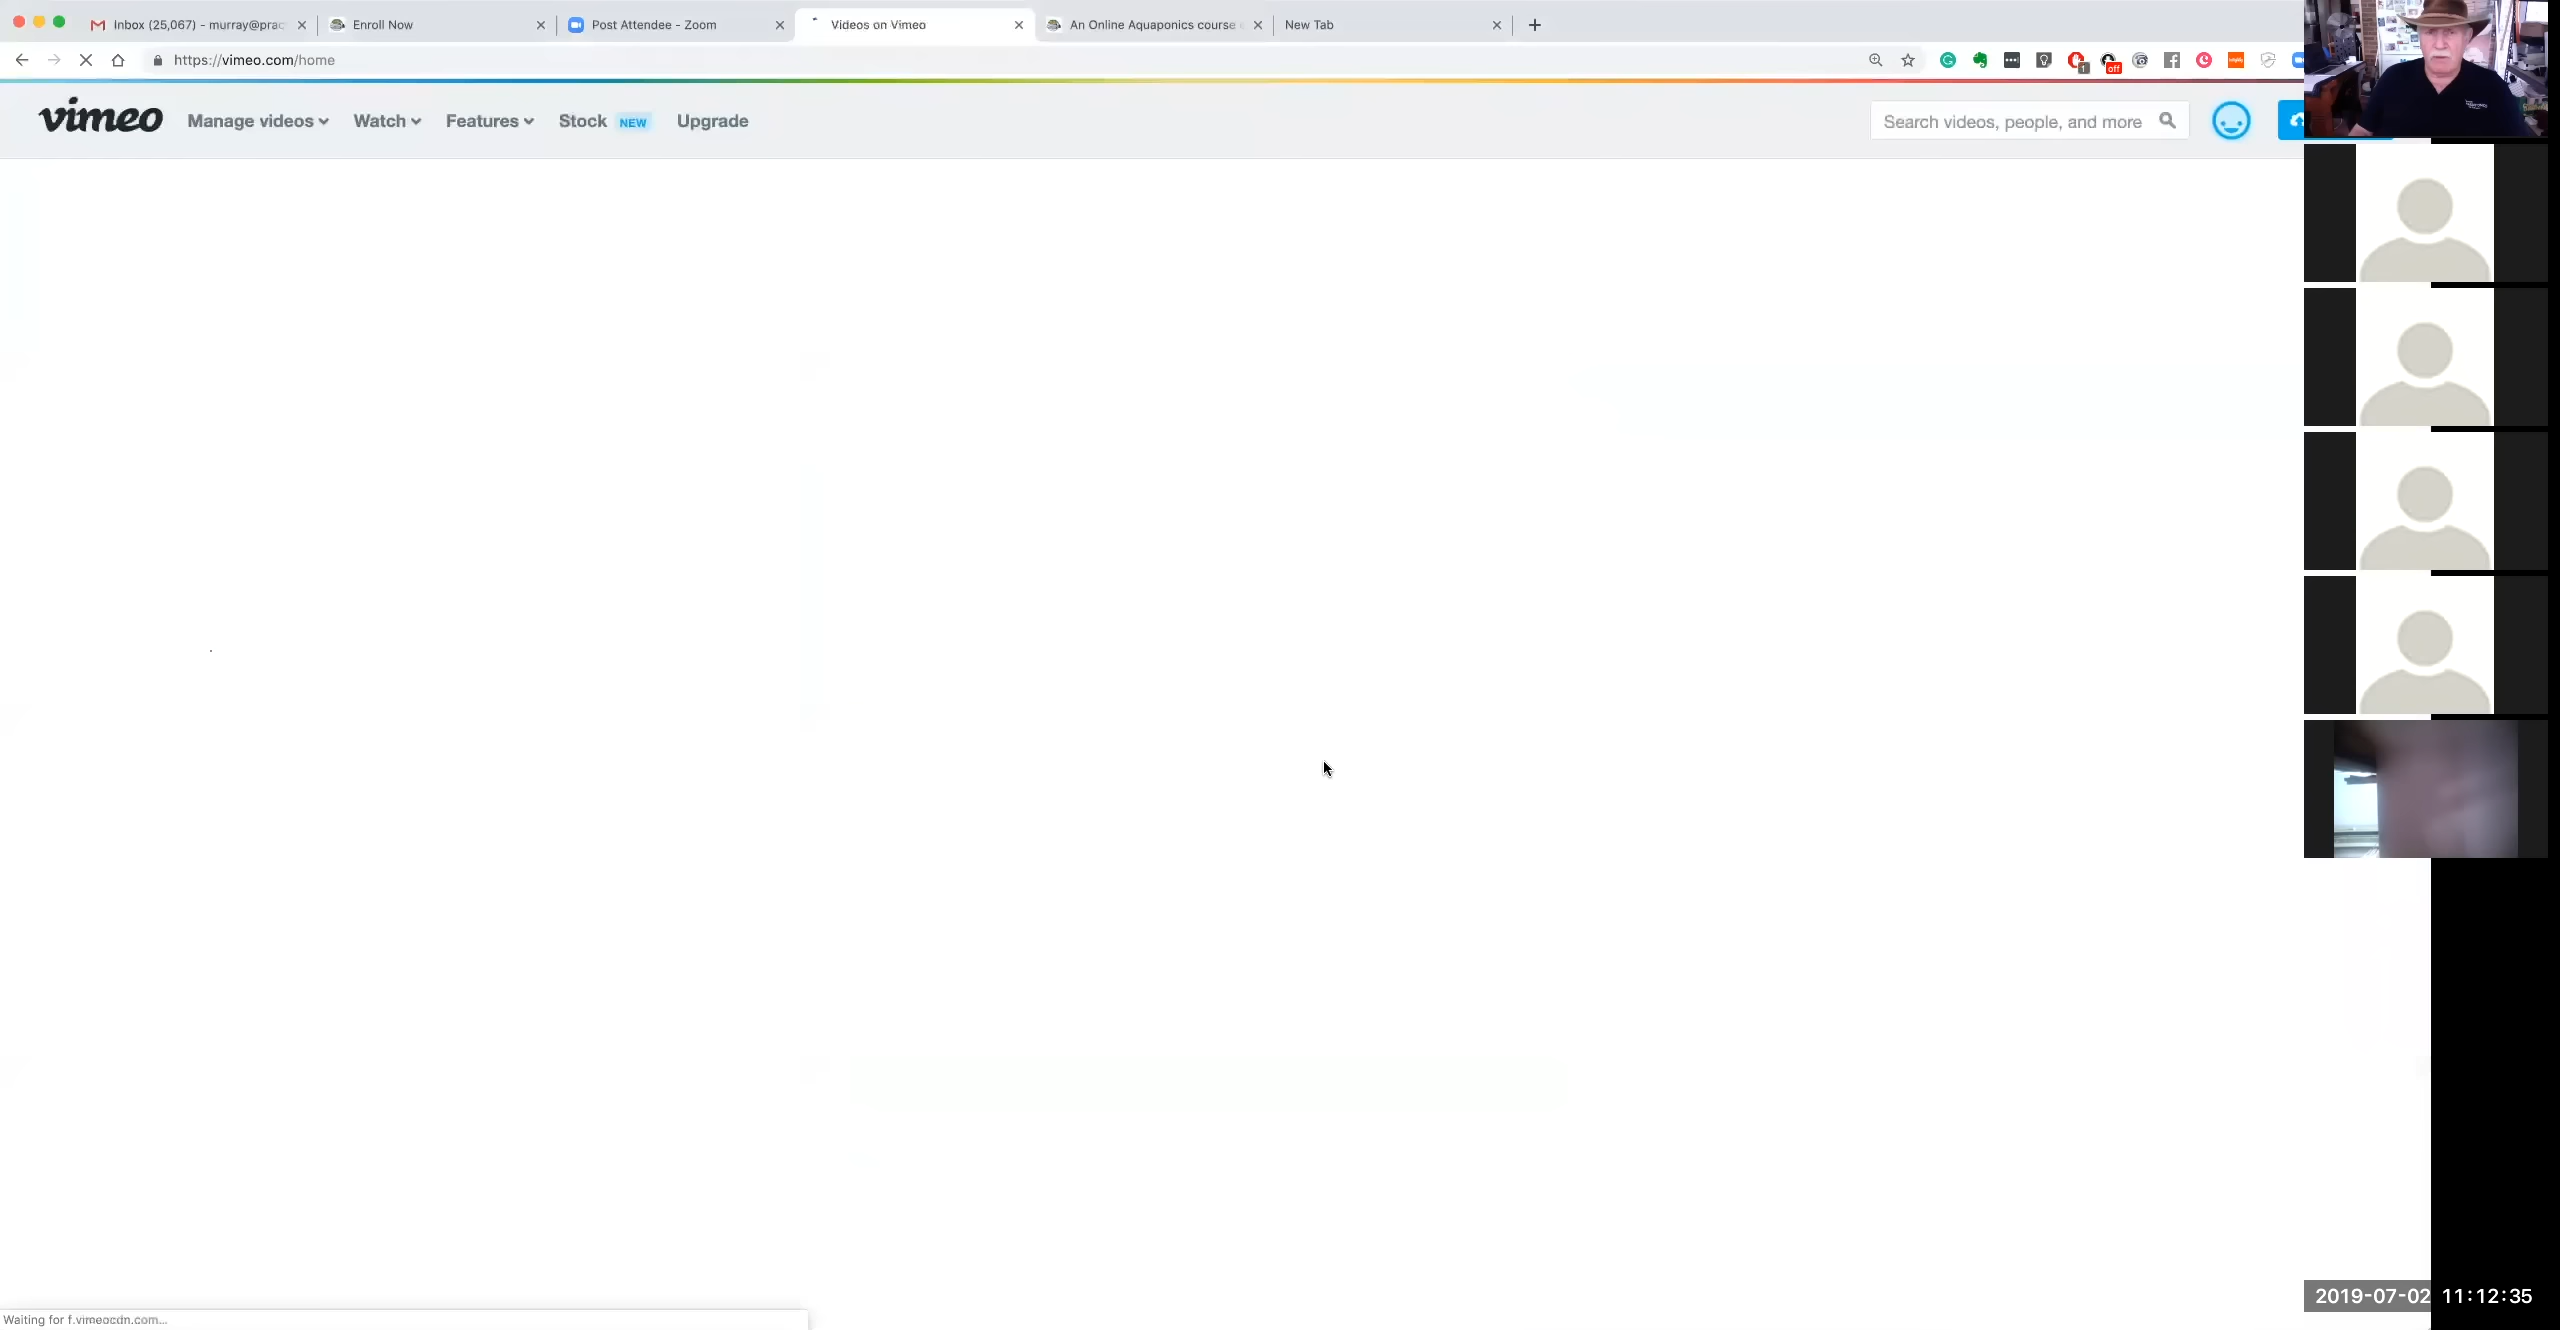 Inbox (25,067) - murray@prac
Enroll Now
Post Attendee - Zoom
Videos on Vimeo
An Online Aquaponics course
New Tab
https://vimeo.com/home
1
off
vimeo
Manage videos
Watch
Features
Stock NEW
Upgrade
Search videos, people, and more
Waiting for f.vimeocdn.com...
2019-07-02 11:12:35